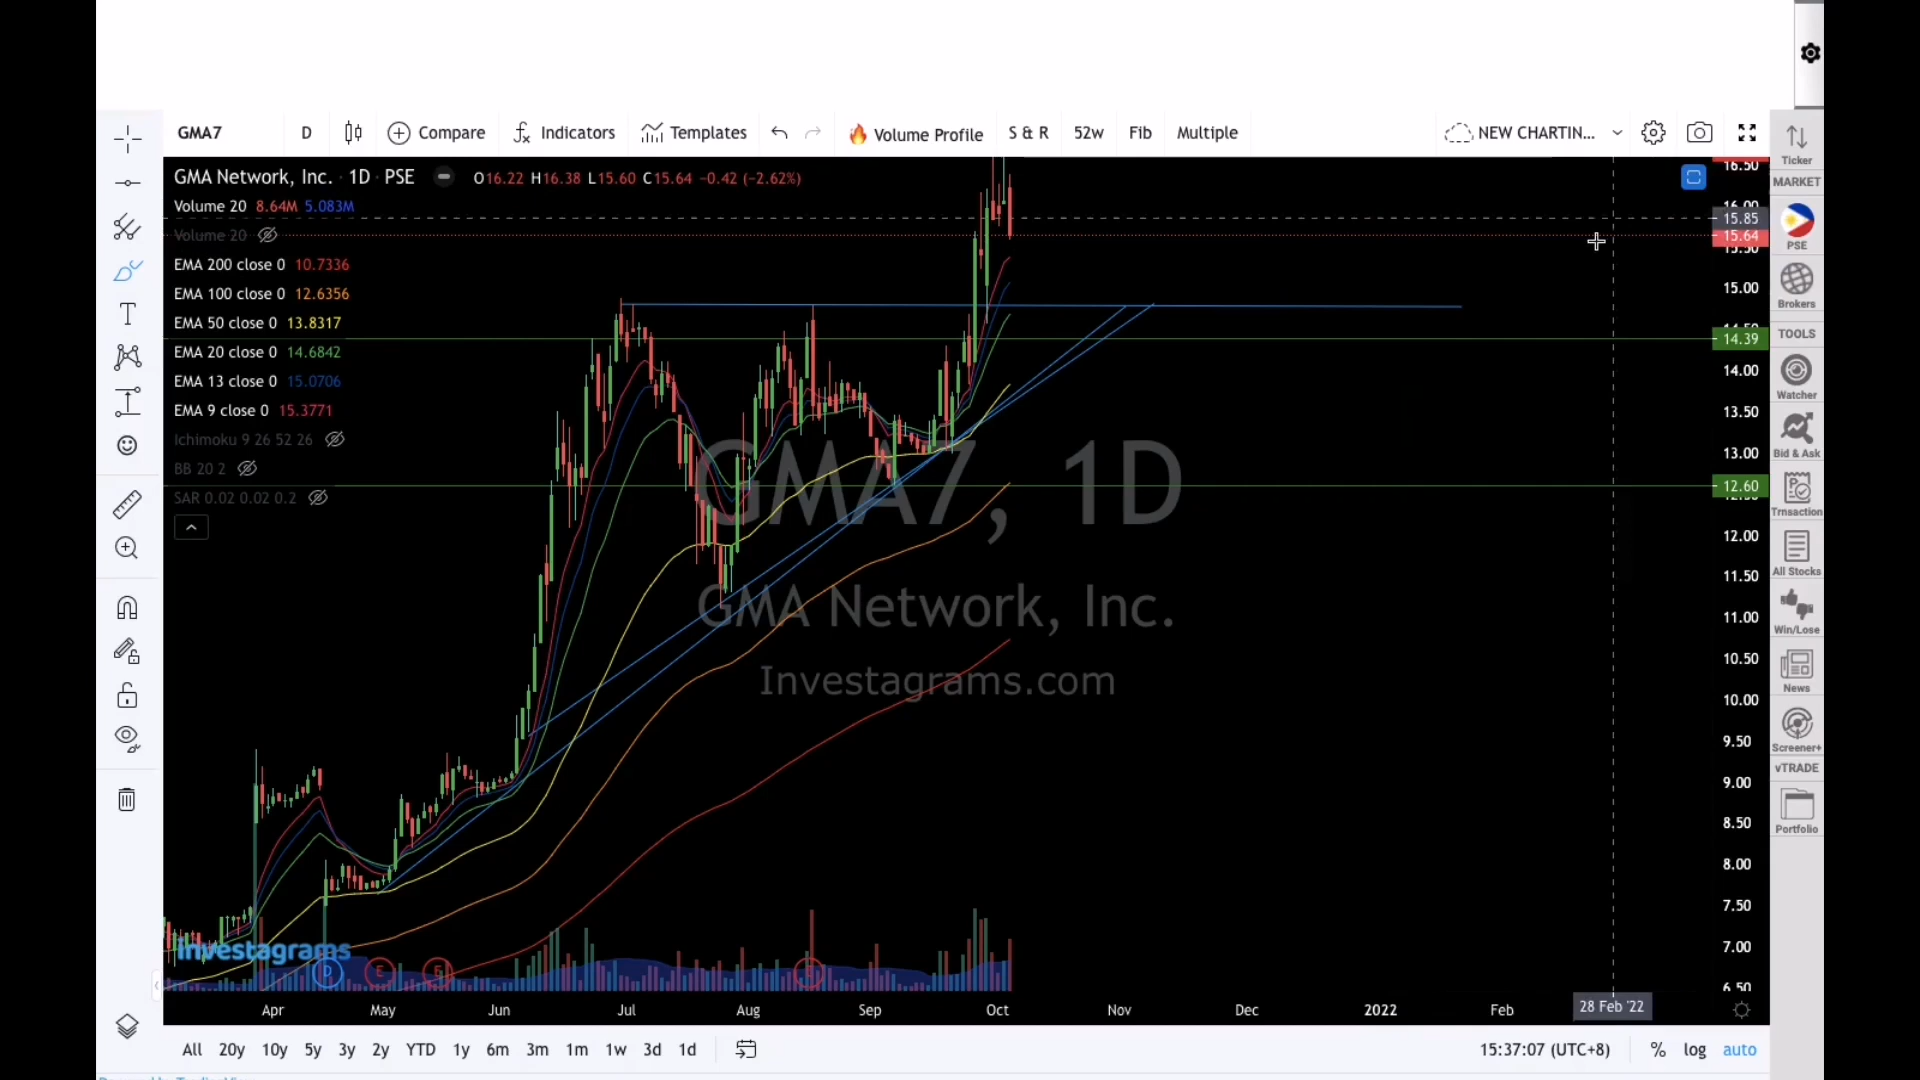 GMA7 D Compare Indicators Templates Volume Profile S & R 52w Fib Multiple NEW CHARTIN...
GMA Network, Inc. · 1D · PSE O16.22 H16.38 L15.60 C15.64 −0.42 (−2.62%)
Volume 20 8.64M 5.083M
Volume 20
EMA 200 close 0 10.7336
EMA 100 close 0 12.6356
EMA 50 close 0 13.8317
EMA 20 close 0 14.6842
EMA 13 close 0 15.0706
EMA 9 close 0 15.3771
Ichimoku 9 26 52 26
BB 20 2
SAR 0.02 0.02 0.2
GMA7, 1D
GMA Network, Inc.
Investagrams.com
Investagrams
D E E E
16.50
16.00
15.85
15.64
15.50
15.00
14.50
14.39
14.00
13.50
13.00
12.60
12.00
11.50
11.00
10.50
10.00
9.50
9.00
8.50
8.00
7.50
7.00
6.50
Apr May Jun Jul Aug Sep Oct Nov Dec 2022 Feb 28 Feb '22
All 20y 10y 5y 3y 2y YTD 1y 6m 3m 1m 1w 3d 1d 15:37:07 (UTC+8) % log auto
Ticker
MARKET
PSE
Brokers
TOOLS
Watcher
Bid & Ask
Trnsaction
All Stocks
Win/Lose
News
Screener+
vTRADE
Portfolio